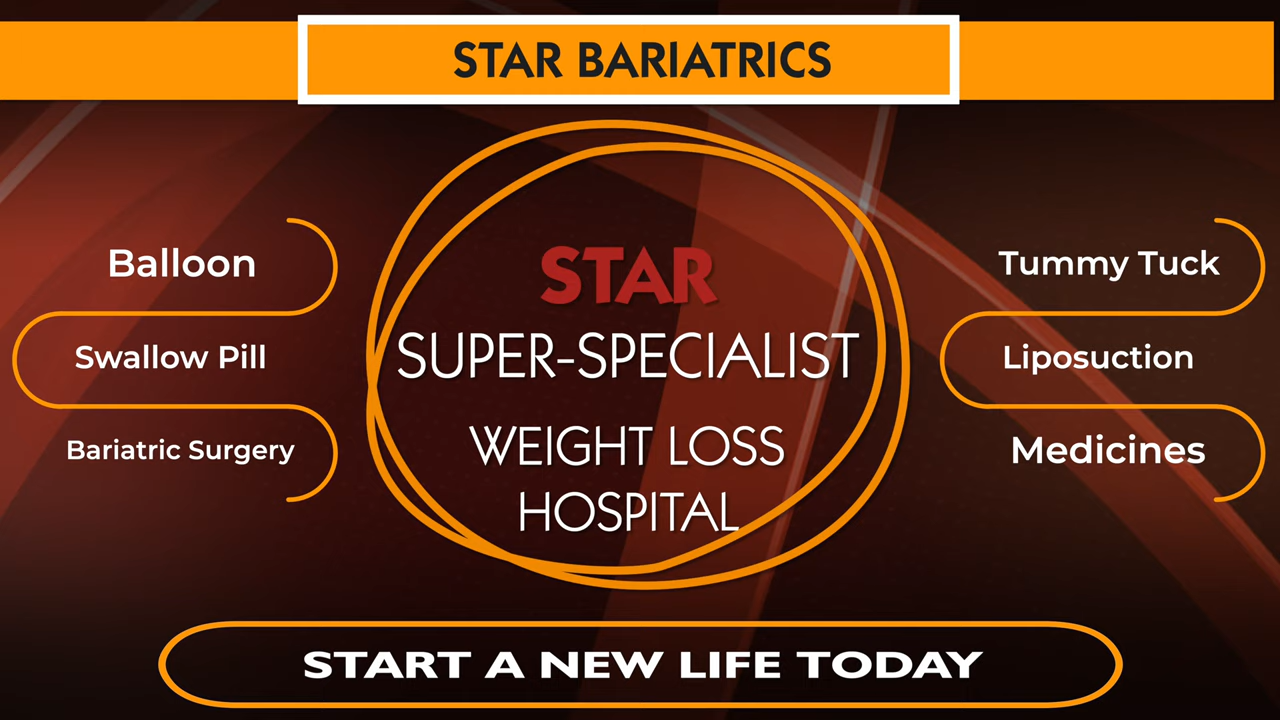 STAR BARIATRICS
Balloon
Swallow Pill
Bariatric Surgery
STAR
SUPER-SPECIALIST
WEIGHT LOSS
HOSPITAL
Tummy Tuck
Liposuction
Medicines
START A NEW LIFE TODAY